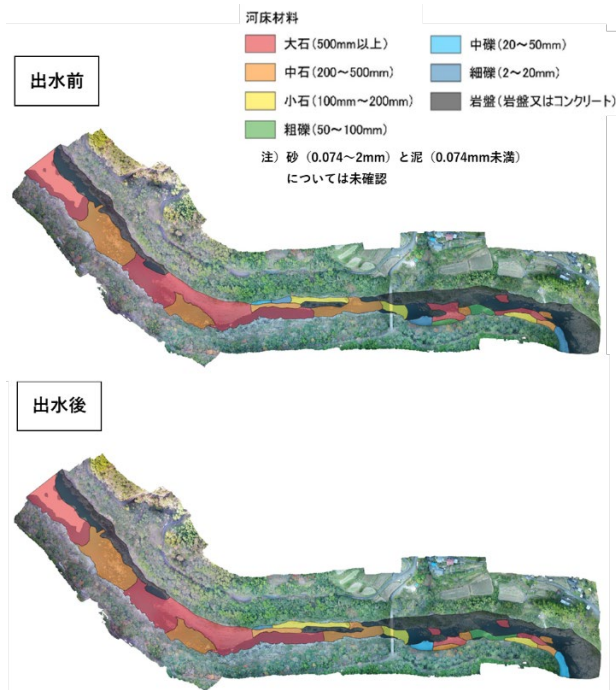 河床材料
大石(500mm以上)
中石(200～500mm)
小石(100mm～200mm)
粗礫(50～100mm)
中礫(20～50mm)
細礫(2～20mm)
岩盤(岩盤又はコンクリート)
注）砂（0.074～2mm）と泥（0.074mm未満）
については未確認
出水前
出水後